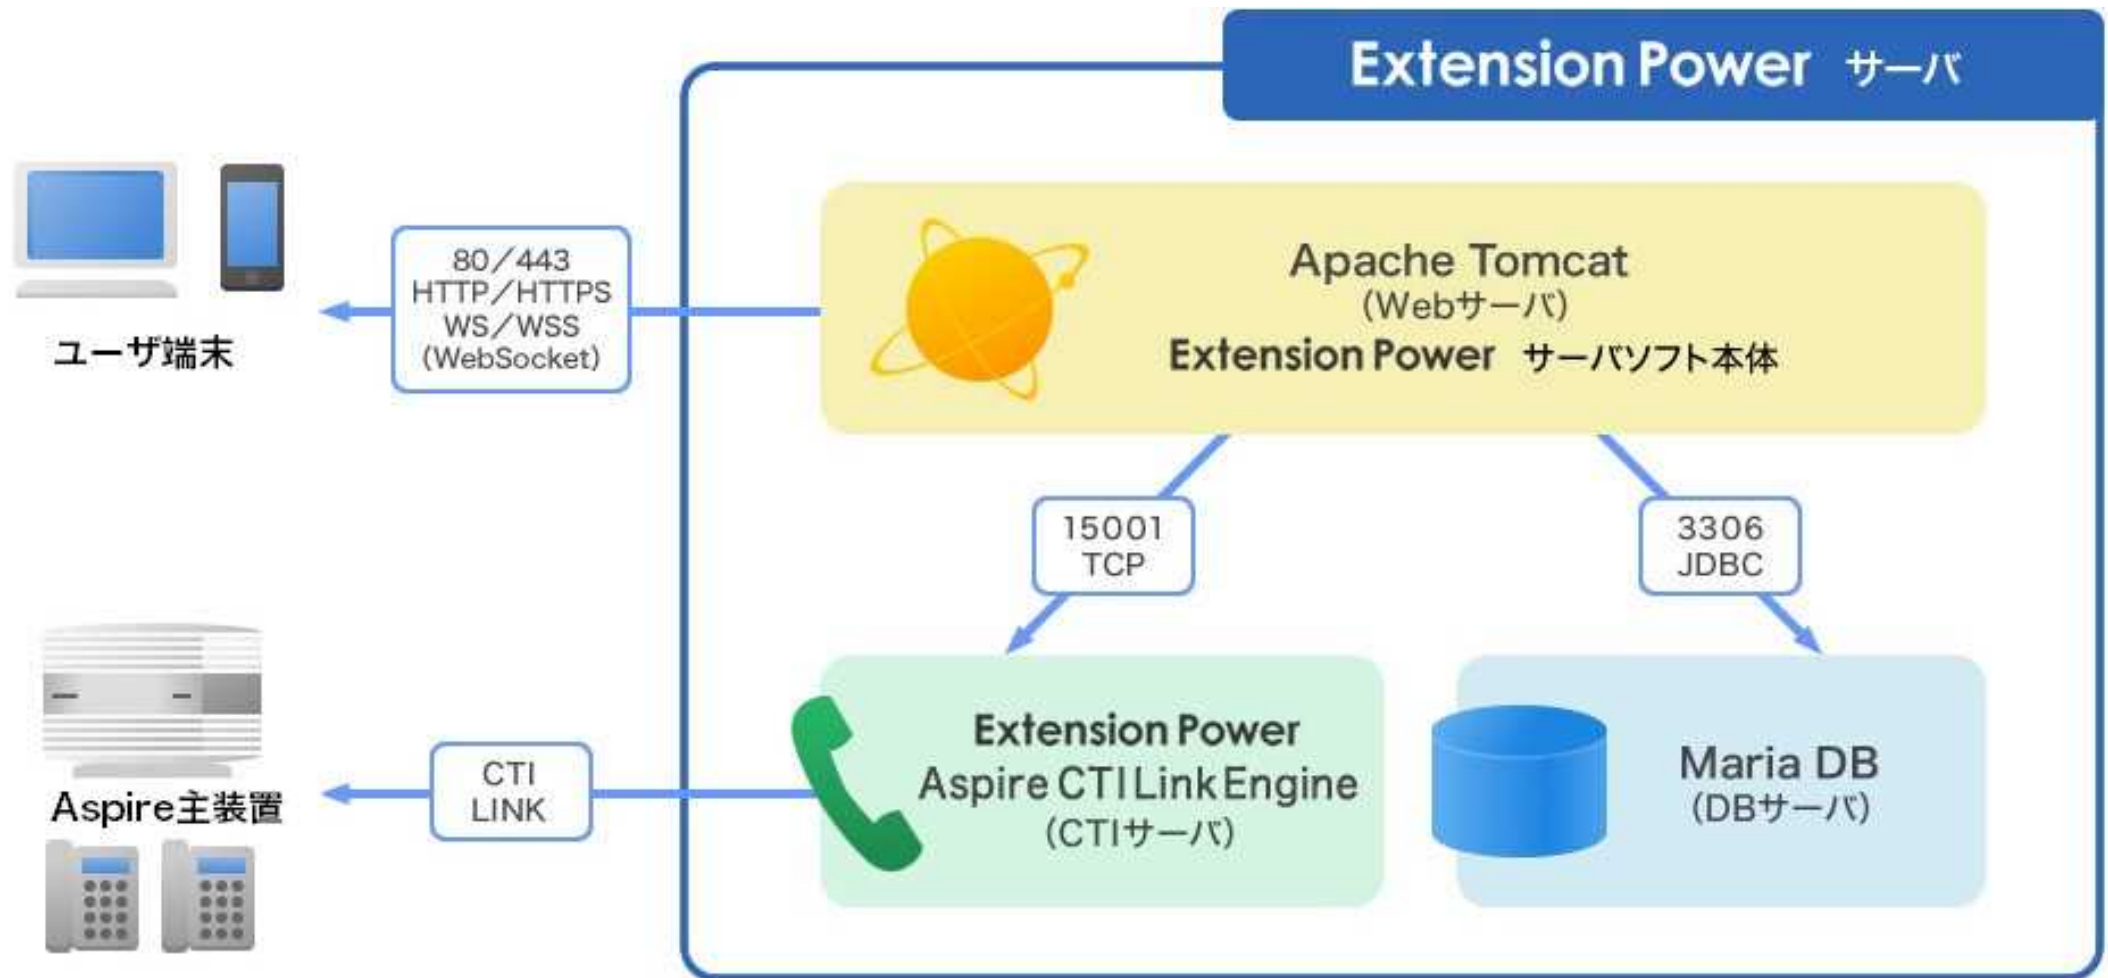 Extension Power サーバ
Apache Tomcat
(Webサーバ)
Extension Power サーバソフト本体
80／443
HTTP／HTTPS
WS／WSS
(WebSocket)
ユーザ端末
15001
TCP
3306
JDBC
Extension Power
Aspire CTI Link Engine
(CTIサーバ)
Maria DB
(DBサーバ)
CTI
LINK
Aspire主装置